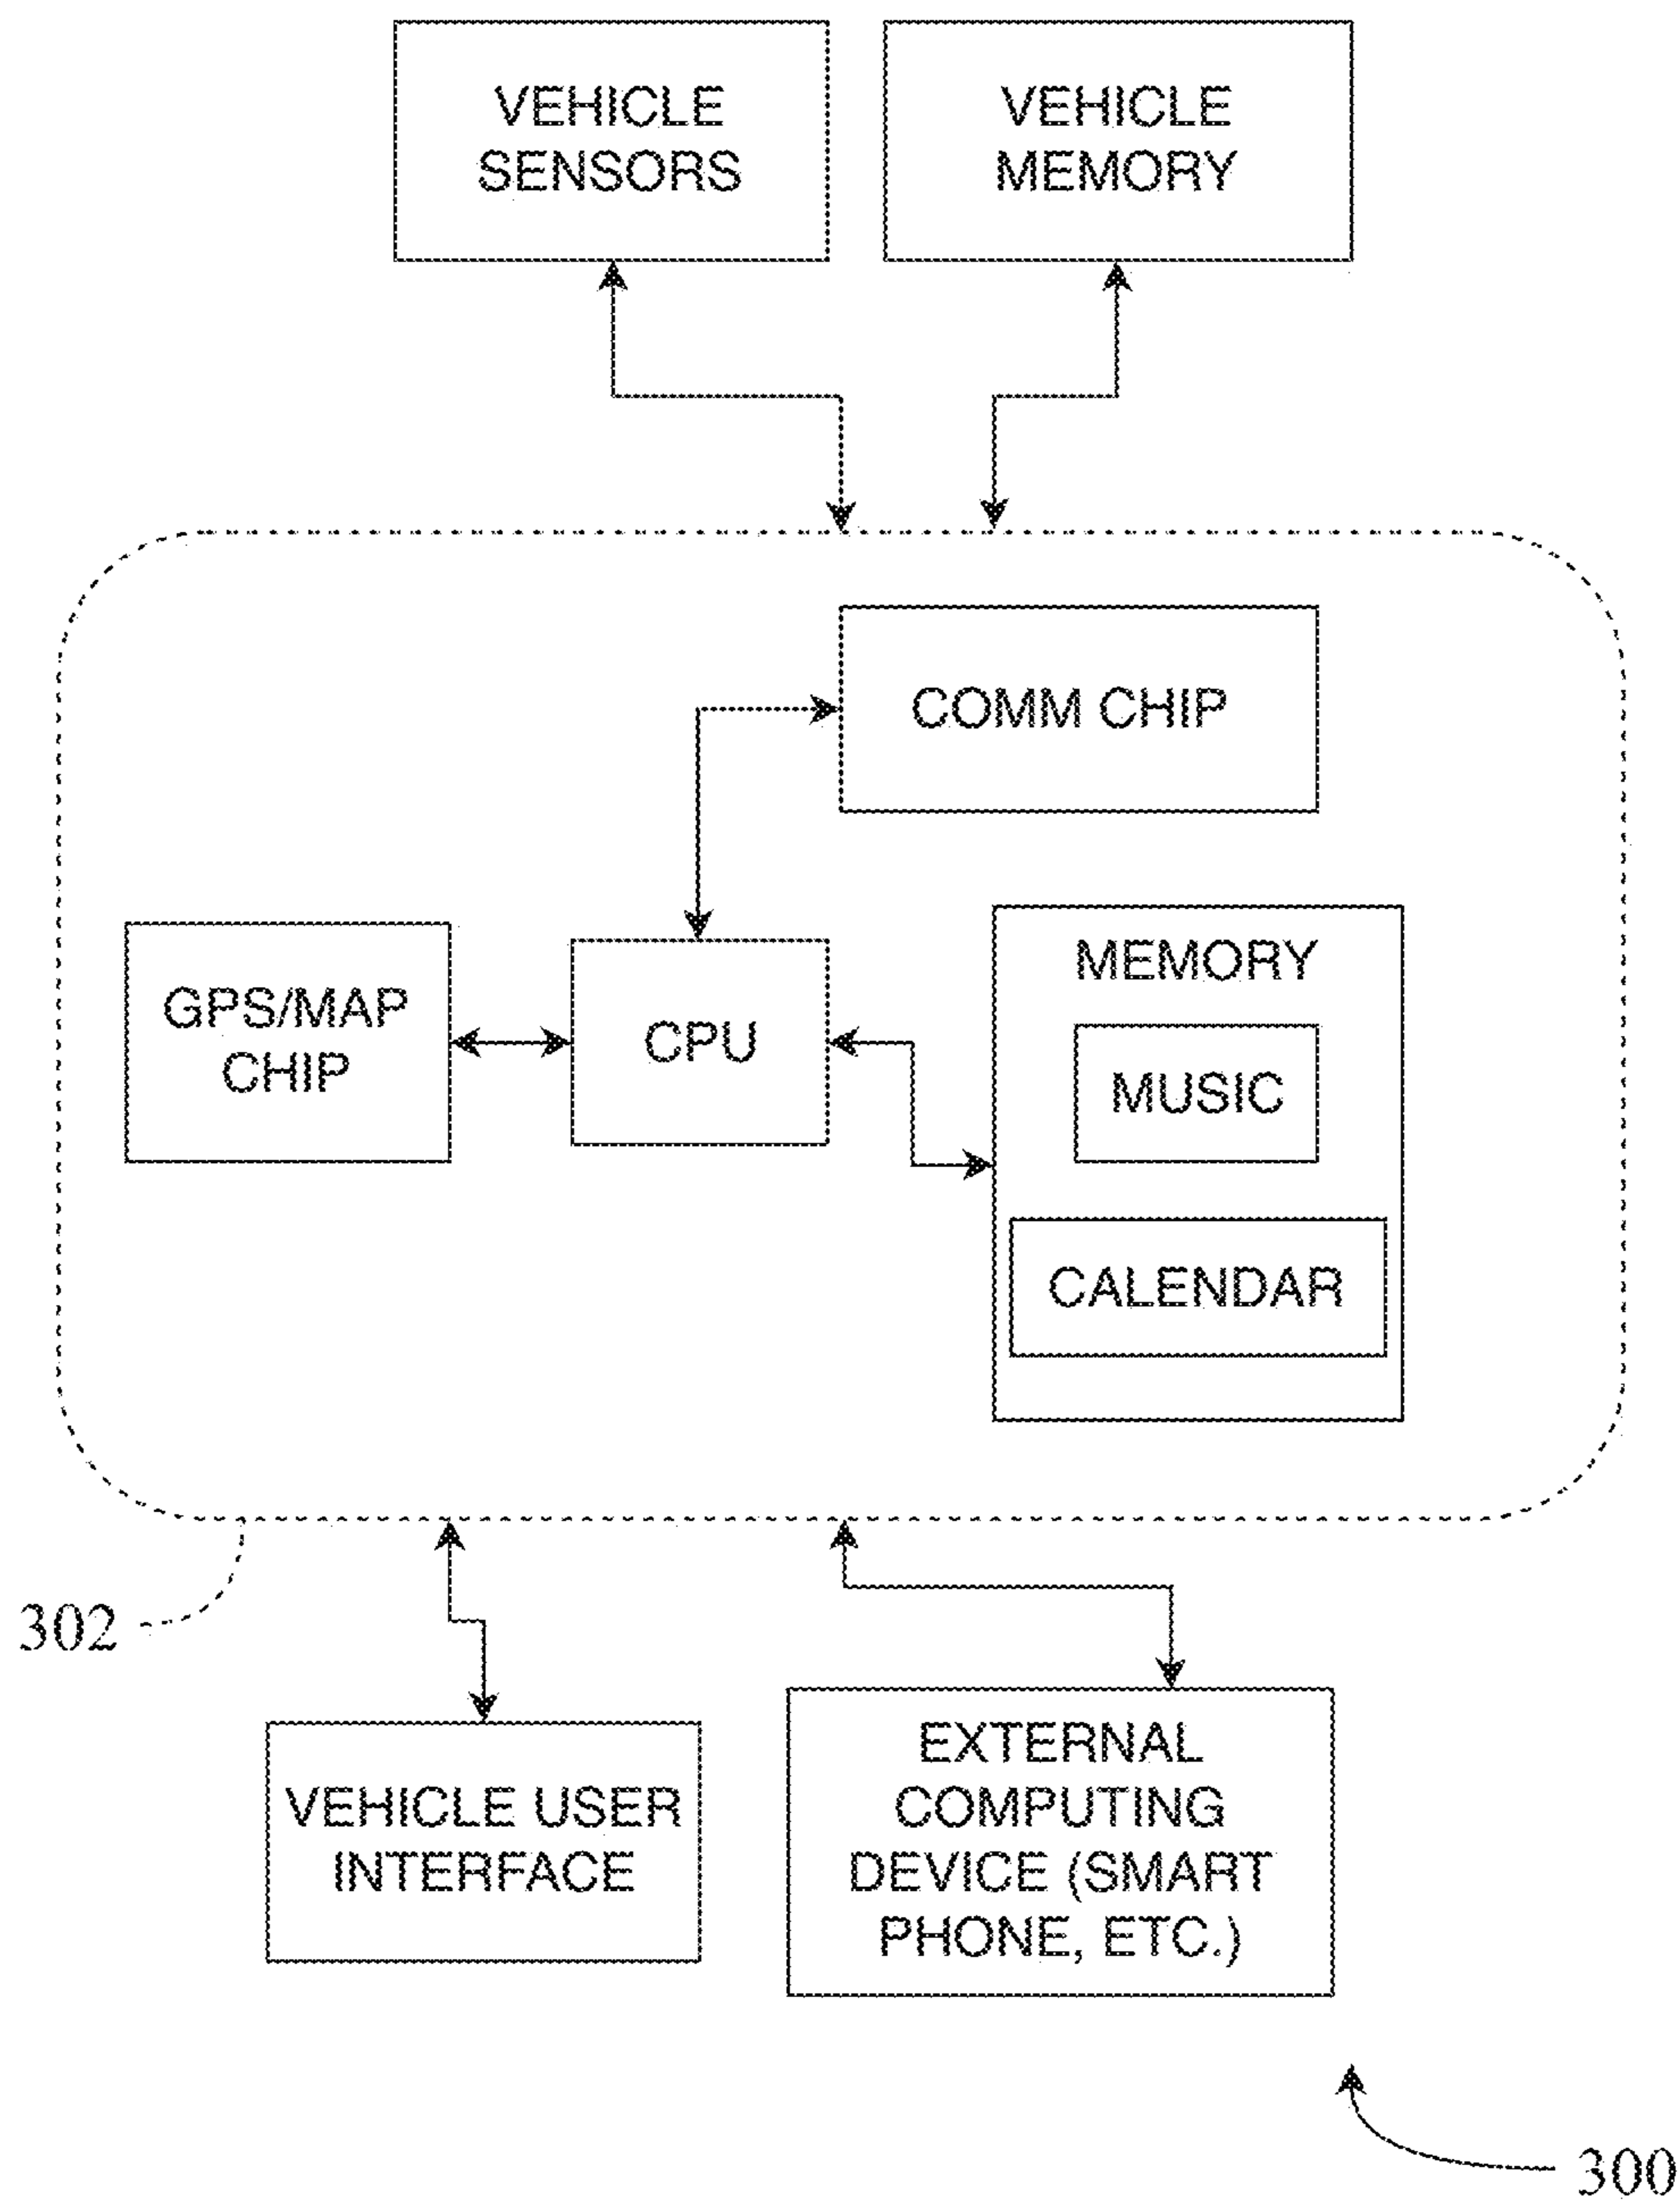 VEHICLE
SENSORS
VEHICLE
MEMORY
COMM CHIP
GPS/MAP
CHIP
CPU
MEMORY
MUSIC
CALENDAR
302
VEHICLE USER
INTERFACE
EXTERNAL
COMPUTING
DEVICE (SMART
PHONE, ETC.)
300